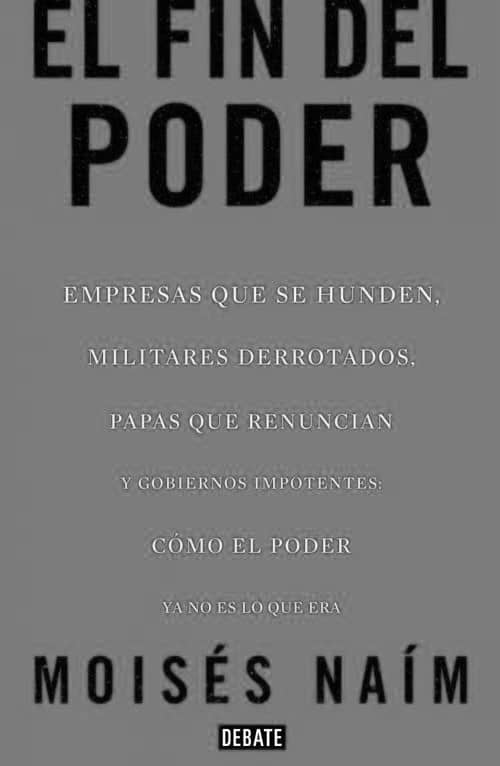 EL FIN DEL
PODER
EMPRESAS QUE SE HUNDEN,
MILITARES DERROTADOS,
PAPAS QUE RENUNCIAN
Y GOBIERNOS IMPOTENTES:
CÓMO EL PODER
YA NO ES LO QUE ERA
MOISÉS NAÍM
DEBATE